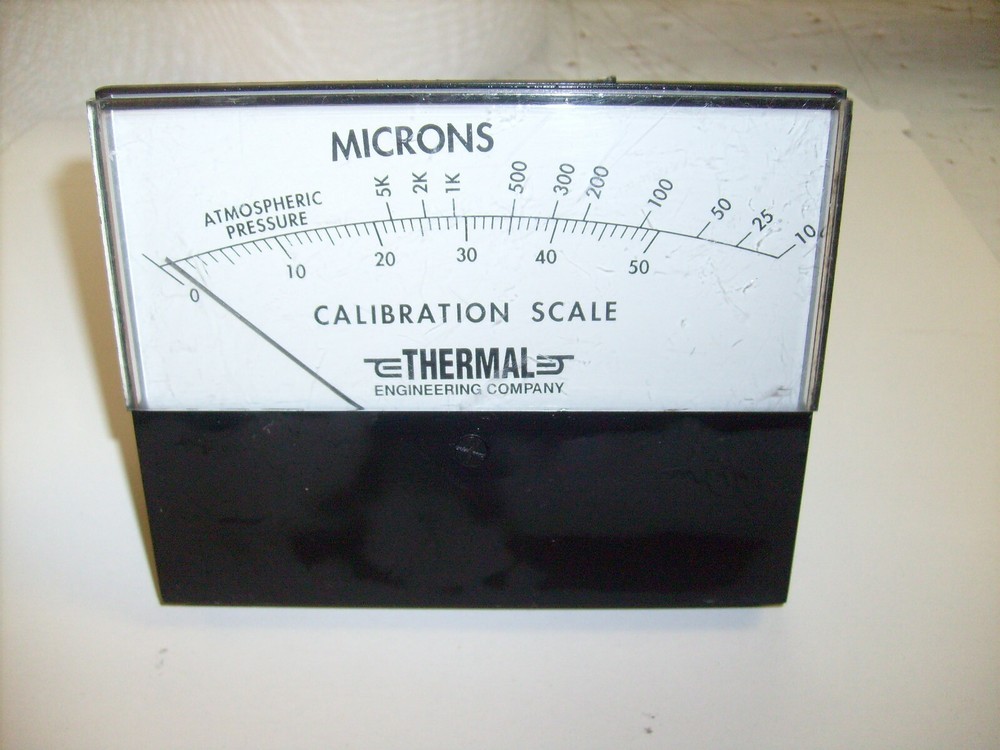 MICRONS
5K 2K 1K 500 300 200 100 50 25 10
ATMOSPHERIC
PRESSURE
0 10 20 30 40 50
CALIBRATION SCALE
THERMAL
ENGINEERING COMPANY